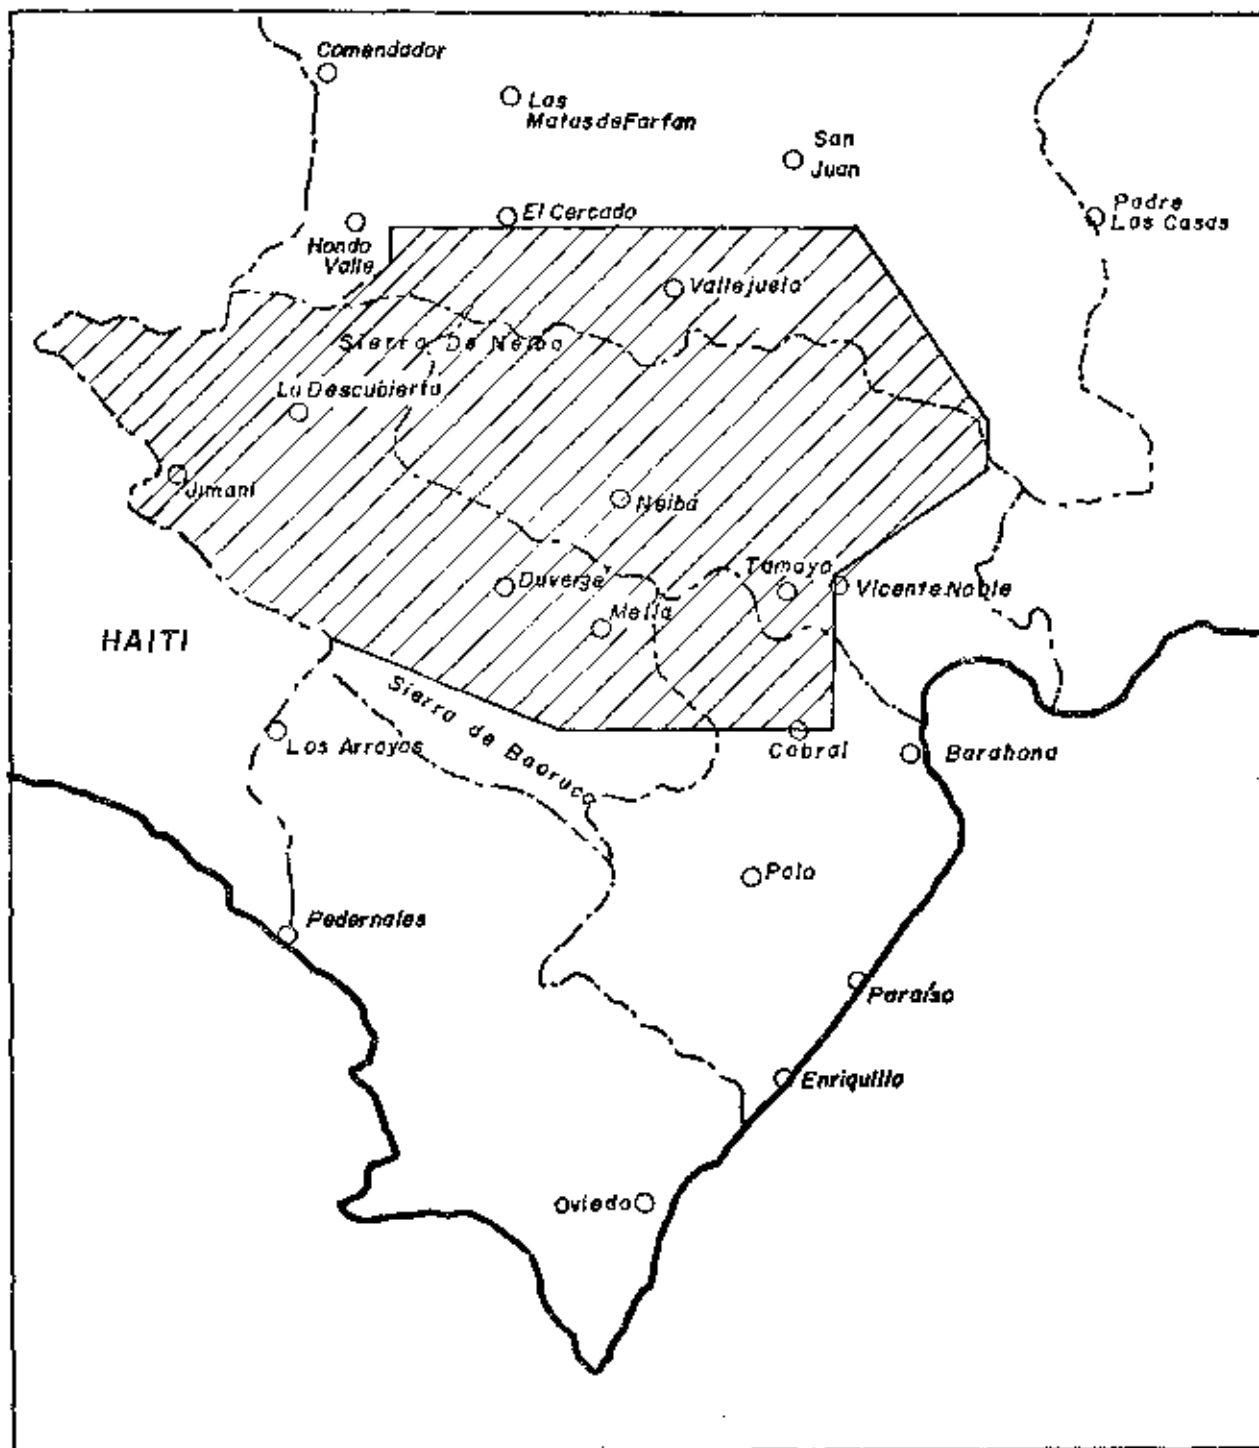 Comendador
Las
Matas de Farfan
San
Juan
El Cercado
Padre
Las Casas
Hondo
Valle
Vallejuelo
Sierra De Neiba
La Descubierta
Jimani
Neiba
Duverge
Tamayo
Vicente Noble
Mella
HAITI
Sierra de Baoruco
Los Arroyos
Cabral
Barahona
Polo
Pedernales
Paraíso
Enriquillo
Oviedo